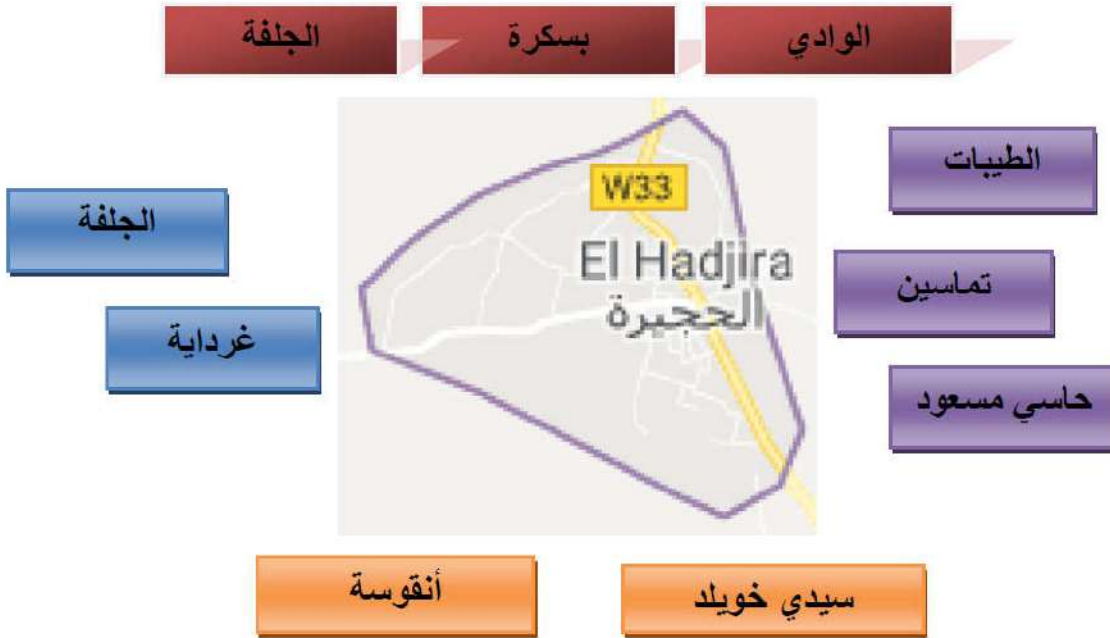 الوادي
بسكرة
الجلفة
الطيبات
W33
الجلفة
El Hadjira
الحجيرة
تماسين
غرداية
حاسي مسعود
سيدي خويلد
أنقوسة